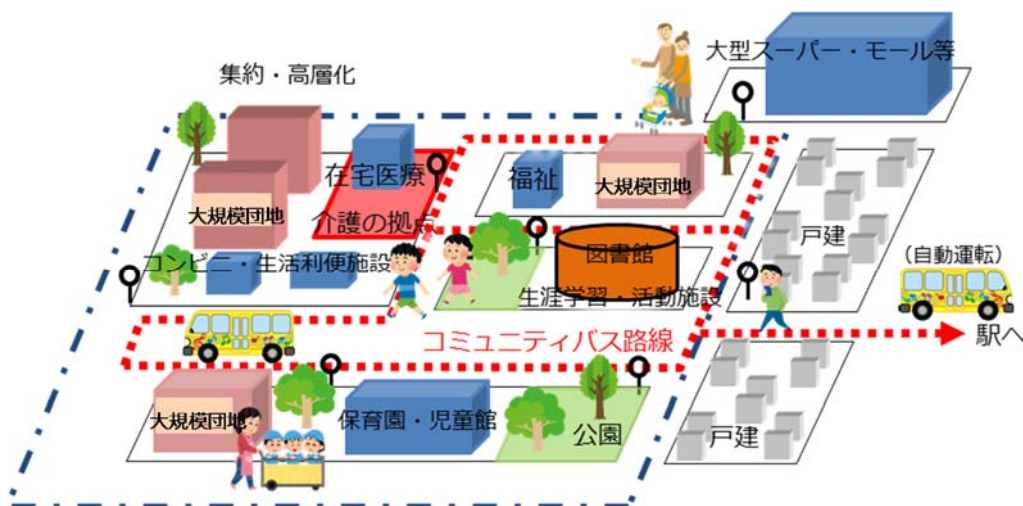 大型スーパー・モール等
集約・高層化
在宅医療
福祉
大規模団地
大規模団地
介護の拠点
戸建
コンビニ・生活利便施設
図書館
(自動運転)
生涯学習・活動施設
コミュニティバス路線
駅へ
大規模団地
保育園・児童館
公園
戸建